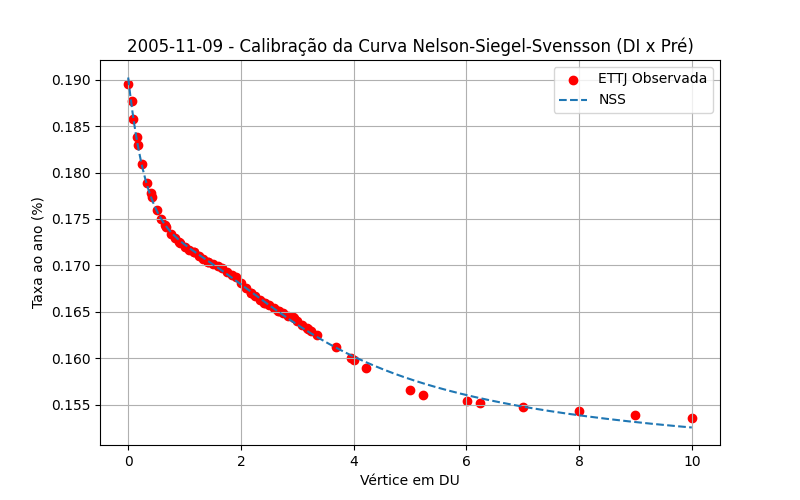 2005-11-09 - Calibração da Curva Nelson-Siegel-Svensson (DI x Pré)
ETTJ Observada
NSS
Taxa ao ano (%)
0.190
0.185
0.180
0.175
0.170
0.165
0.160
0.155
0 2 4 6 8 10
Vértice em DU